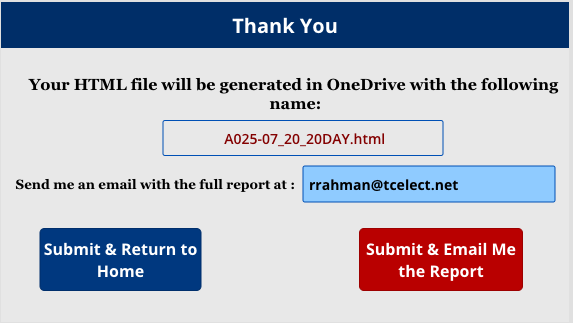 Thank You
Your HTML file will be generated in OneDrive with the following
name:
A025-07_20_20DAY.html
Send me an email with the full report at :
rrahman@tcelect.net
Submit & Return to
Home
Submit & Email Me
the Report